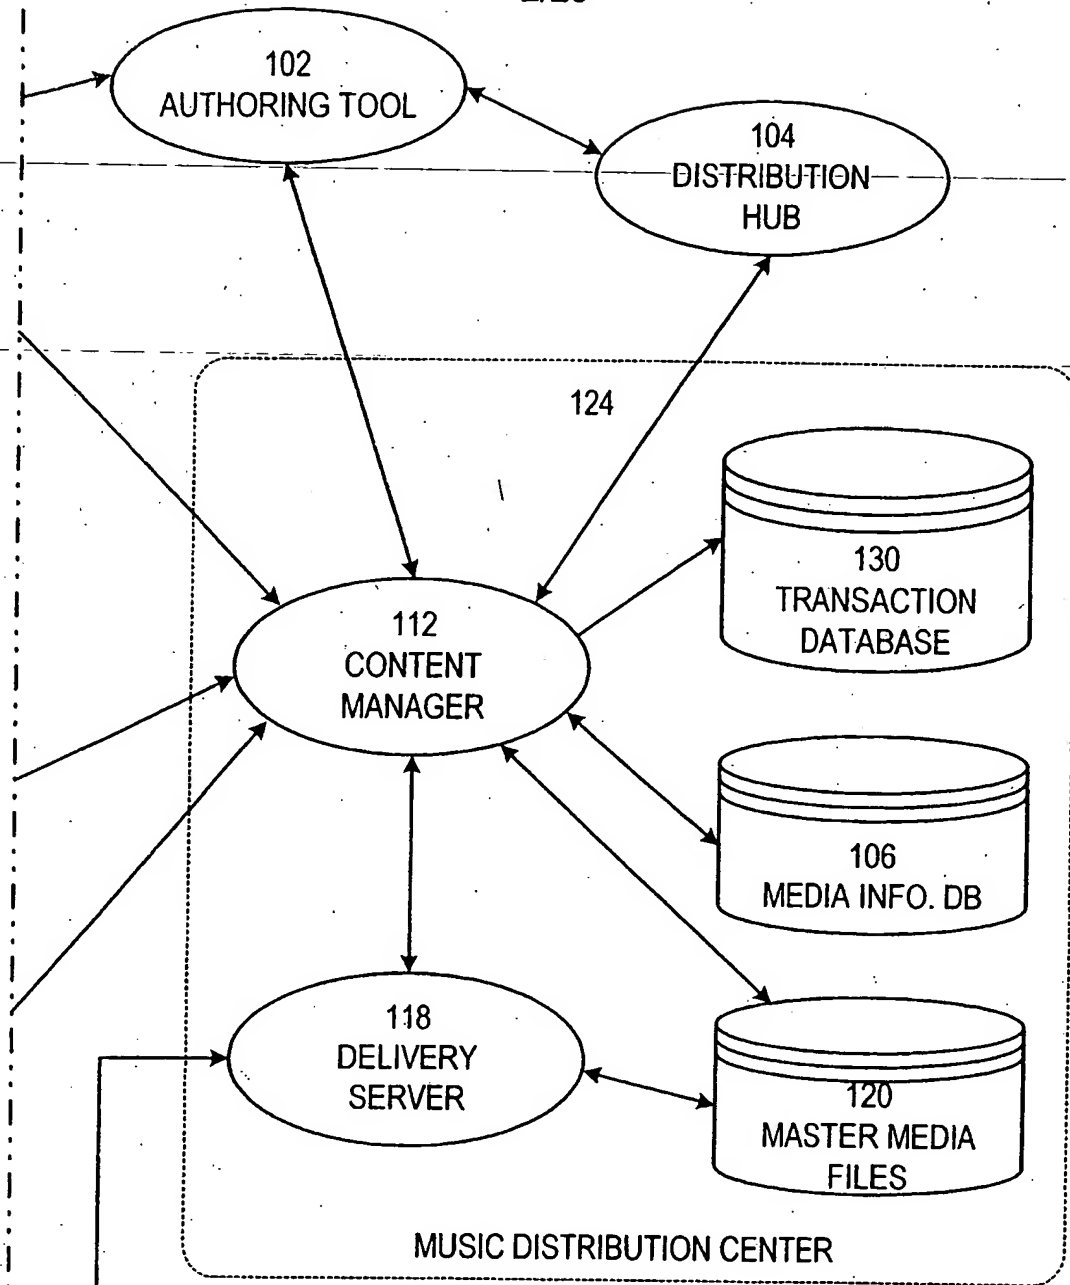 102
AUTHORING TOOL
104
DISTRIBUTION
HUB
124
130
TRANSACTION
DATABASE
112
CONTENT
MANAGER
106
MEDIA INFO. DB
118
DELIVERY
SERVER
120
MASTER MEDIA
FILES
MUSIC DISTRIBUTION CENTER